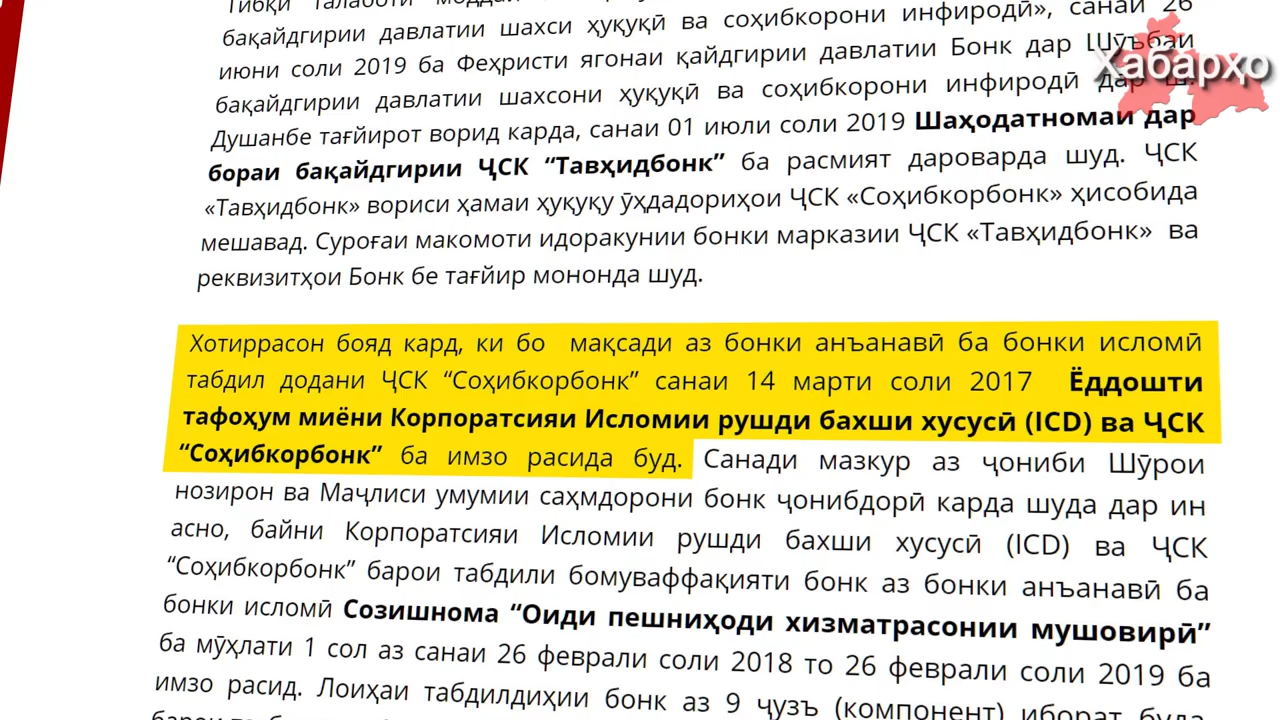 Тибқи талаботи
бақайдгирии давлатии шахси ҳуқуқӣ ва соҳибкорони инфиродӣ», санаи 26
июни соли 2019 ба Феҳристи ягонаи қайдгирии давлатии Бонк дар Шӯъбаи
бақайдгирии давлатии шахсони ҳуқуқӣ ва соҳибкорони инфиродӣ дар ш.
Душанбе тағйирот ворид карда, санаи 01 июли соли 2019 Шаҳодатномаи дар
бораи бақайдгирии ҶСК “Тавҳидбонк” ба расмият дароварда шуд. ҶСК
«Тавҳидбонк» вориси ҳамаи ҳуқуқу ӯҳдадориҳои ҶСК «Соҳибкорбонк» ҳисобида
мешавад. Суроғаи макомоти идоракунии бонки марказии ҶСК «Тавҳидбонк» ва
реквизитҳои Бонк бе тағйир мононда шуд.
Хотиррасон бояд кард, ки бо мақсади аз бонки анъанавӣ ба бонки исломӣ
табдил додани ҶСК “Соҳибкорбонк” санаи 14 марти соли 2017 Ёддошти
тафоҳум миёни Корпоратсияи Исломии рушди бахши хусусӣ (ICD) ва ҶСК
“Соҳибкорбонк” ба имзо расида буд. Санади мазкур аз ҷониби Шӯрои
нозирон ва Маҷлиси умумии саҳмдорони бонк ҷонибдорӣ карда шуда дар ин
асно, байни Корпоратсияи Исломии рушди бахши хусусӣ (ICD) ва ҶСК
“Соҳибкорбонк” барои табдили бомуваффақияти бонк аз бонки анъанавӣ ба
бонки исломӣ Созишнома “Оиди пешниҳоди хизматрасонии мушовирӣ”
ба мӯҳлати 1 сол аз санаи 26 феврали соли 2018 то 26 феврали соли 2019 ба
имзо расид. Лоиҳаи табдилдиҳии бонк аз 9 ҷузъ (компонент) иборат буда
Хабарҳо